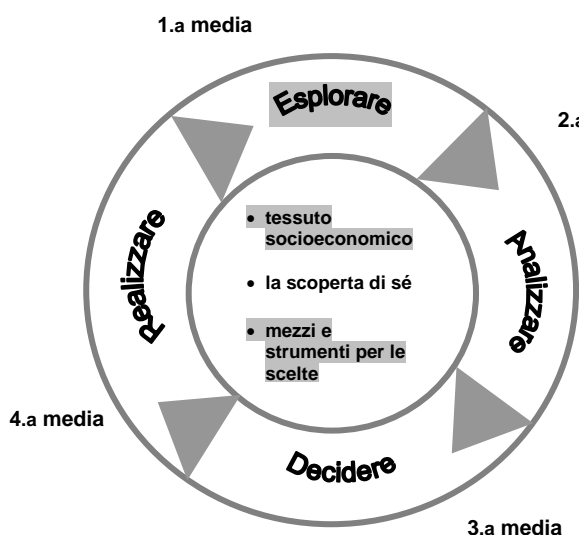 1.a media
Esplorare
2.a
• tessuto
socioeconomico
• la scoperta di sé
• mezzi e
strumenti per le
scelte
Realizzare
Analizzare
4.a media
Decidere
3.a media